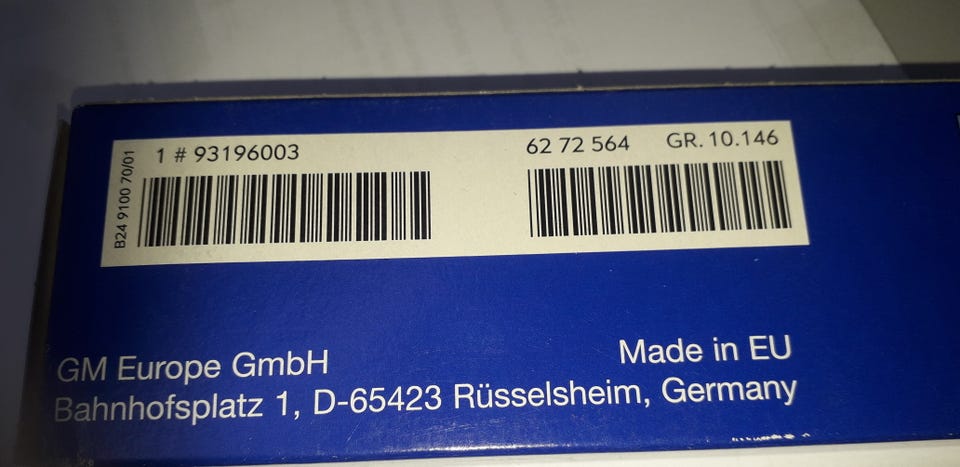 B24 9100 70/01
1 # 93196003
62 72 564 GR. 10.146
GM Europe GmbH
Made in EU
Bahnhofsplatz 1, D-65423 Rüsselsheim, Germany